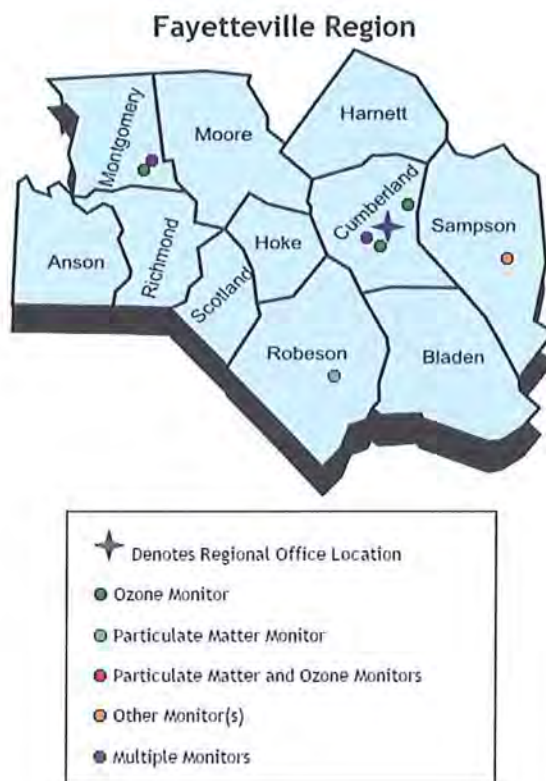 Fayetteville Region
Montgomery
Moore
Harnett
Cumberland
Sampson
Anson
Richmond
Hoke
Scotland
Robeson
Bladen
Denotes Regional Office Location
Ozone Monitor
Particulate Matter Monitor
Particulate Matter and Ozone Monitors
Other Monitor(s)
Multiple Monitors